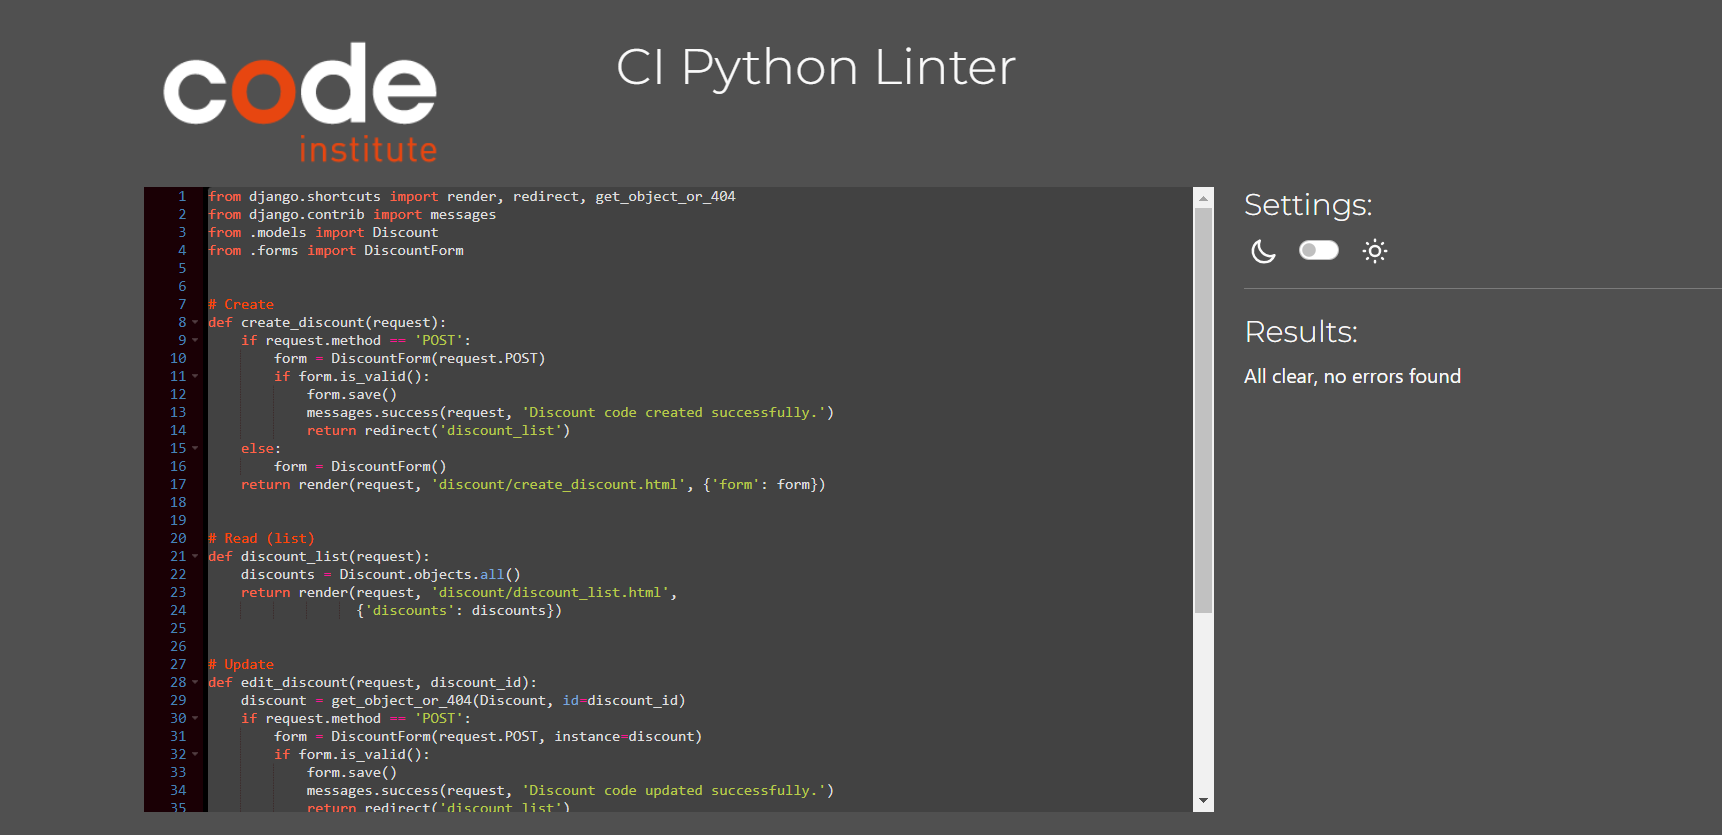 code
institute
CI Python Linter
1 from django.shortcuts import render, redirect, get_object_or_404
2 from django.contrib import messages
3 from .models import Discount
4 from .forms import DiscountForm
5
6
7 # Create
8 def create_discount(request):
9     if request.method == 'POST':
10         form = DiscountForm(request.POST)
11         if form.is_valid():
12             form.save()
13             messages.success(request, 'Discount code created successfully.')
14             return redirect('discount_list')
15     else:
16         form = DiscountForm()
17     return render(request, 'discount/create_discount.html', {'form': form})
18
19
20 # Read (list)
21 def discount_list(request):
22     discounts = Discount.objects.all()
23     return render(request, 'discount/discount_list.html',
24                   {'discounts': discounts})
25
26
27 # Update
28 def edit_discount(request, discount_id):
29     discount = get_object_or_404(Discount, id=discount_id)
30     if request.method == 'POST':
31         form = DiscountForm(request.POST, instance=discount)
32         if form.is_valid():
33             form.save()
34             messages.success(request, 'Discount code updated successfully.')
35             return redirect('discount_list')
Settings:
Results:
All clear, no errors found